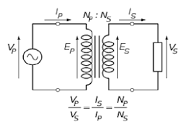 I_P N_P : N_S I_S
V_P E_P E_S V_S
V_P / V_S = I_S / I_P = N_P / N_S